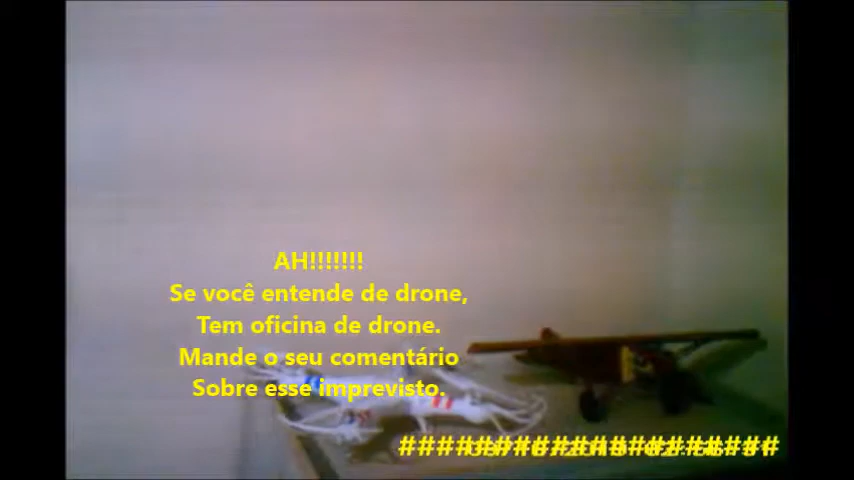 AH!!!!!!!
Se você entende de drone,
Tem oficina de drone.
Mande o seu comentário
Sobre esse imprevisto.
####################